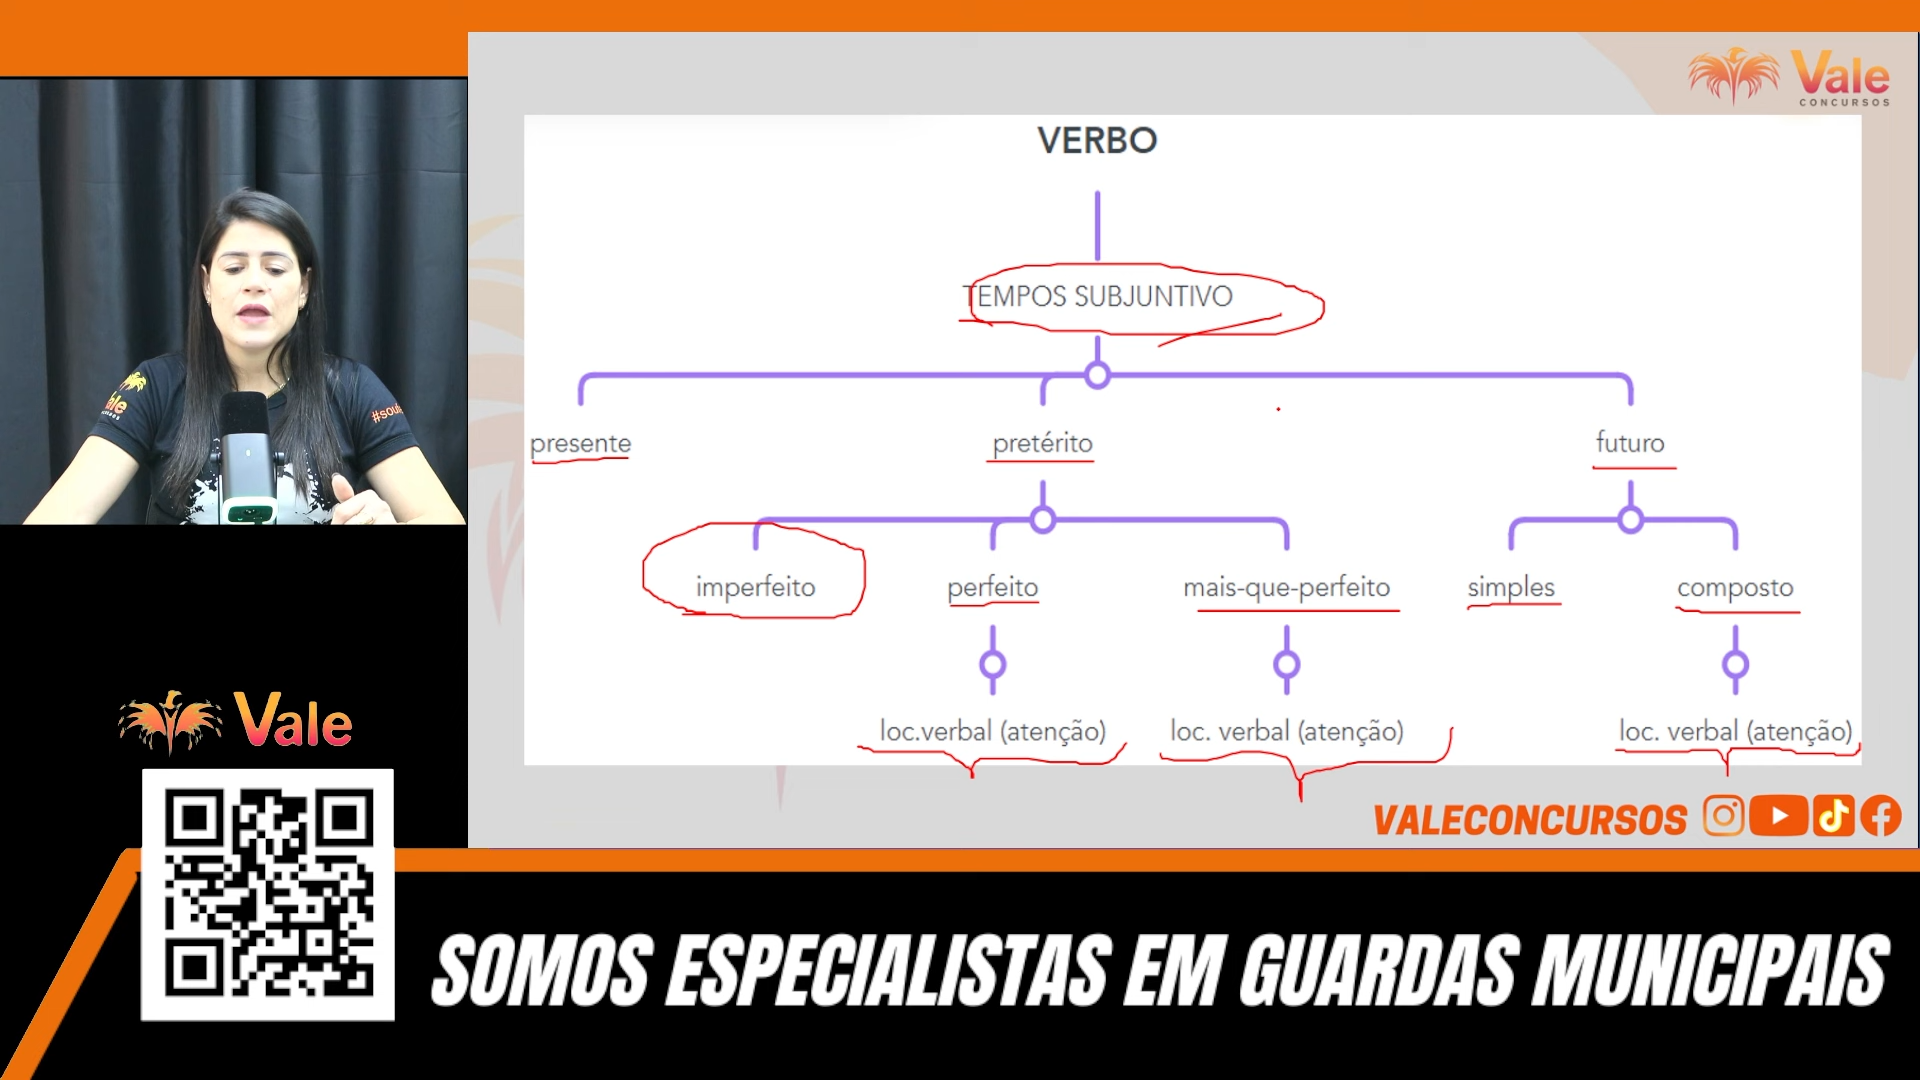 Vale
CONCURSOS
VERBO
TEMPOS SUBJUNTIVO
presente
pretérito
futuro
imperfeito
perfeito
mais-que-perfeito
simples
composto
loc.verbal (atenção)
loc. verbal (atenção)
loc. verbal (atenção)
VALECONCURSOS
Vale
SOMOS ESPECIALISTAS EM GUARDAS MUNICIPAIS